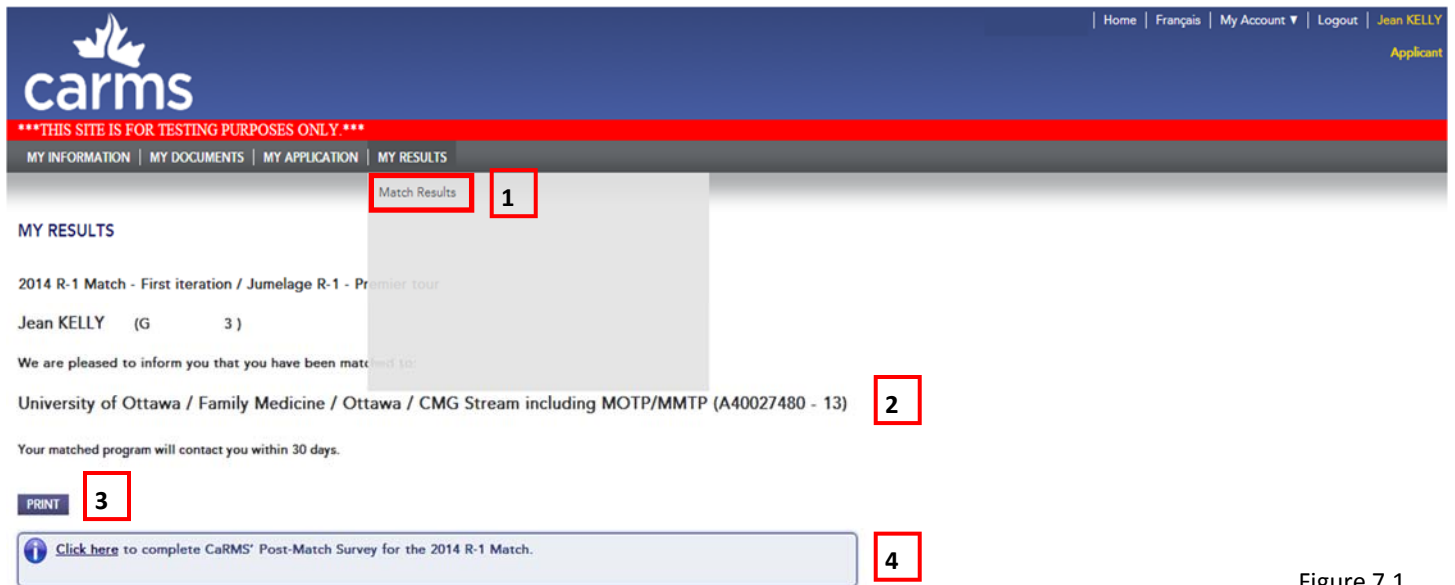 Home | Français | My Account ▼ | Logout | Jean KELLY
Applicant
carms
***THIS SITE IS FOR TESTING PURPOSES ONLY.***
MY INFORMATION | MY DOCUMENTS | MY APPLICATION | MY RESULTS
Match Results 1
MY RESULTS
2014 R-1 Match - First iteration / Jumelage R-1 - Premier tour
Jean KELLY (G 3 )
We are pleased to inform you that you have been matched to:
University of Ottawa / Family Medicine / Ottawa / CMG Stream including MOTP/MMTP (A40027480 - 13) 2
Your matched program will contact you within 30 days.
PRINT 3
Click here to complete CaRMS' Post-Match Survey for the 2014 R-1 Match. 4
Figure 7.1